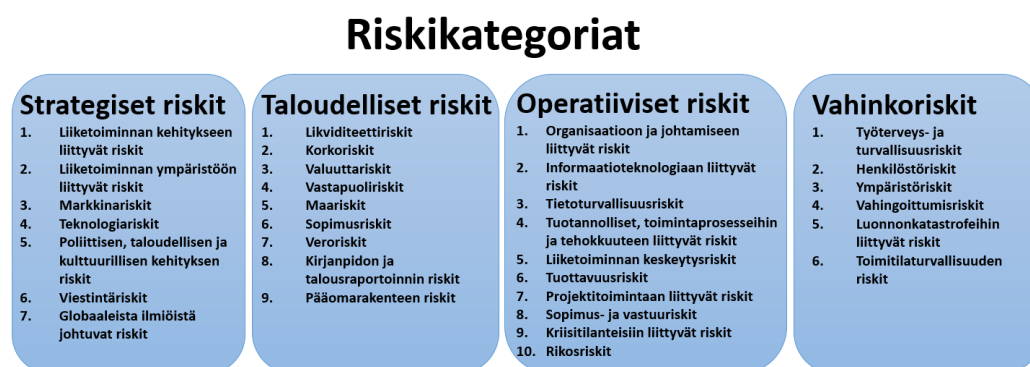 Riskikategoriat
Strategiset riskit
1. Liiketoiminnan kehitykseen
liittyvät riskit
2. Liiketoiminnan ympäristöön
liittyvät riskit
3. Markkinariskit
4. Teknologiariskit
5. Poliittisen, taloudellisen ja
kulttuurillisen kehityksen
riskit
6. Viestintäriskit
7. Globaaleista ilmiöistä
johtuvat riskit
Taloudelliset riskit
1. Likviditeettiriskit
2. Korkoriskit
3. Valuuttariskit
4. Vastapuoliriskit
5. Maariskit
6. Sopimusriskit
7. Veroriskit
8. Kirjanpidon ja
talousraportoinnin riskit
9. Pääomarakenteen riskit
Operatiiviset riskit
1. Organisaatioon ja johtamiseen
liittyvät riskit
2. Informaatioteknologiaan liittyvät
riskit
3. Tietoturvallisuusriskit
4. Tuotannolliset, toimintaprosesseihin
ja tehokkuuteen liittyvät riskit
5. Liiketoiminnan keskeytysriskit
6. Tuottavuusriskit
7. Projektitoimintaan liittyvät riskit
8. Sopimus- ja vastuuriskit
9. Kriisitilanteisiin liittyvät riskit
10. Rikosriskit
Vahinkoriskit
1. Työterveys- ja
turvallisuusriskit
2. Henkilöstöriskit
3. Ympäristöriskit
4. Vahingoittumisriskit
5. Luonnonkatastrofeihin
liittyvät riskit
6. Toimitilaturvallisuuden
riskit